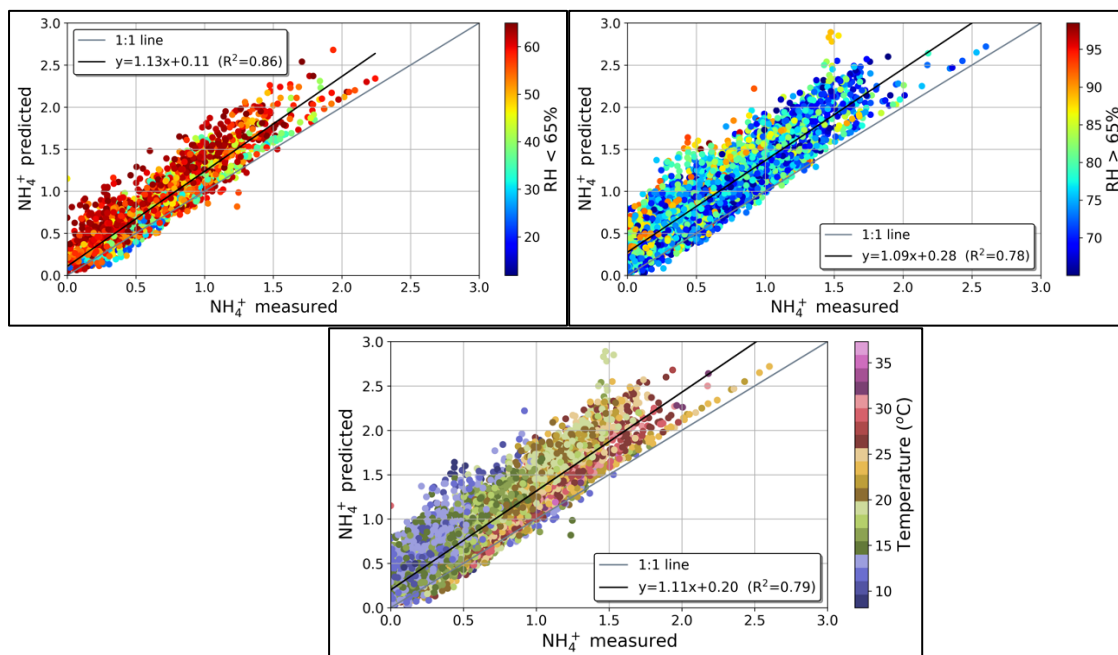 1:1 line
y=1.13x+0.11 (R²=0.86)
NH₄⁺ predicted
3.0
2.5
2.0
1.5
1.0
0.5
0.0
0.0 0.5 1.0 1.5 2.0 2.5 3.0
NH₄⁺ measured
60
50
40
30
20
RH < 65%
NH₄⁺ predicted
3.0
2.5
2.0
1.5
1.0
0.5
0.0
1:1 line
y=1.09x+0.28 (R²=0.78)
0.0 0.5 1.0 1.5 2.0 2.5 3.0
NH₄⁺ measured
95
90
85
80
75
70
RH > 65%
NH₄⁺ predicted
3.0
2.5
2.0
1.5
1.0
0.5
0.0
1:1 line
y=1.11x+0.20 (R²=0.79)
0.0 0.5 1.0 1.5 2.0 2.5 3.0
NH₄⁺ measured
35
30
25
20
15
10
Temperature (°C)